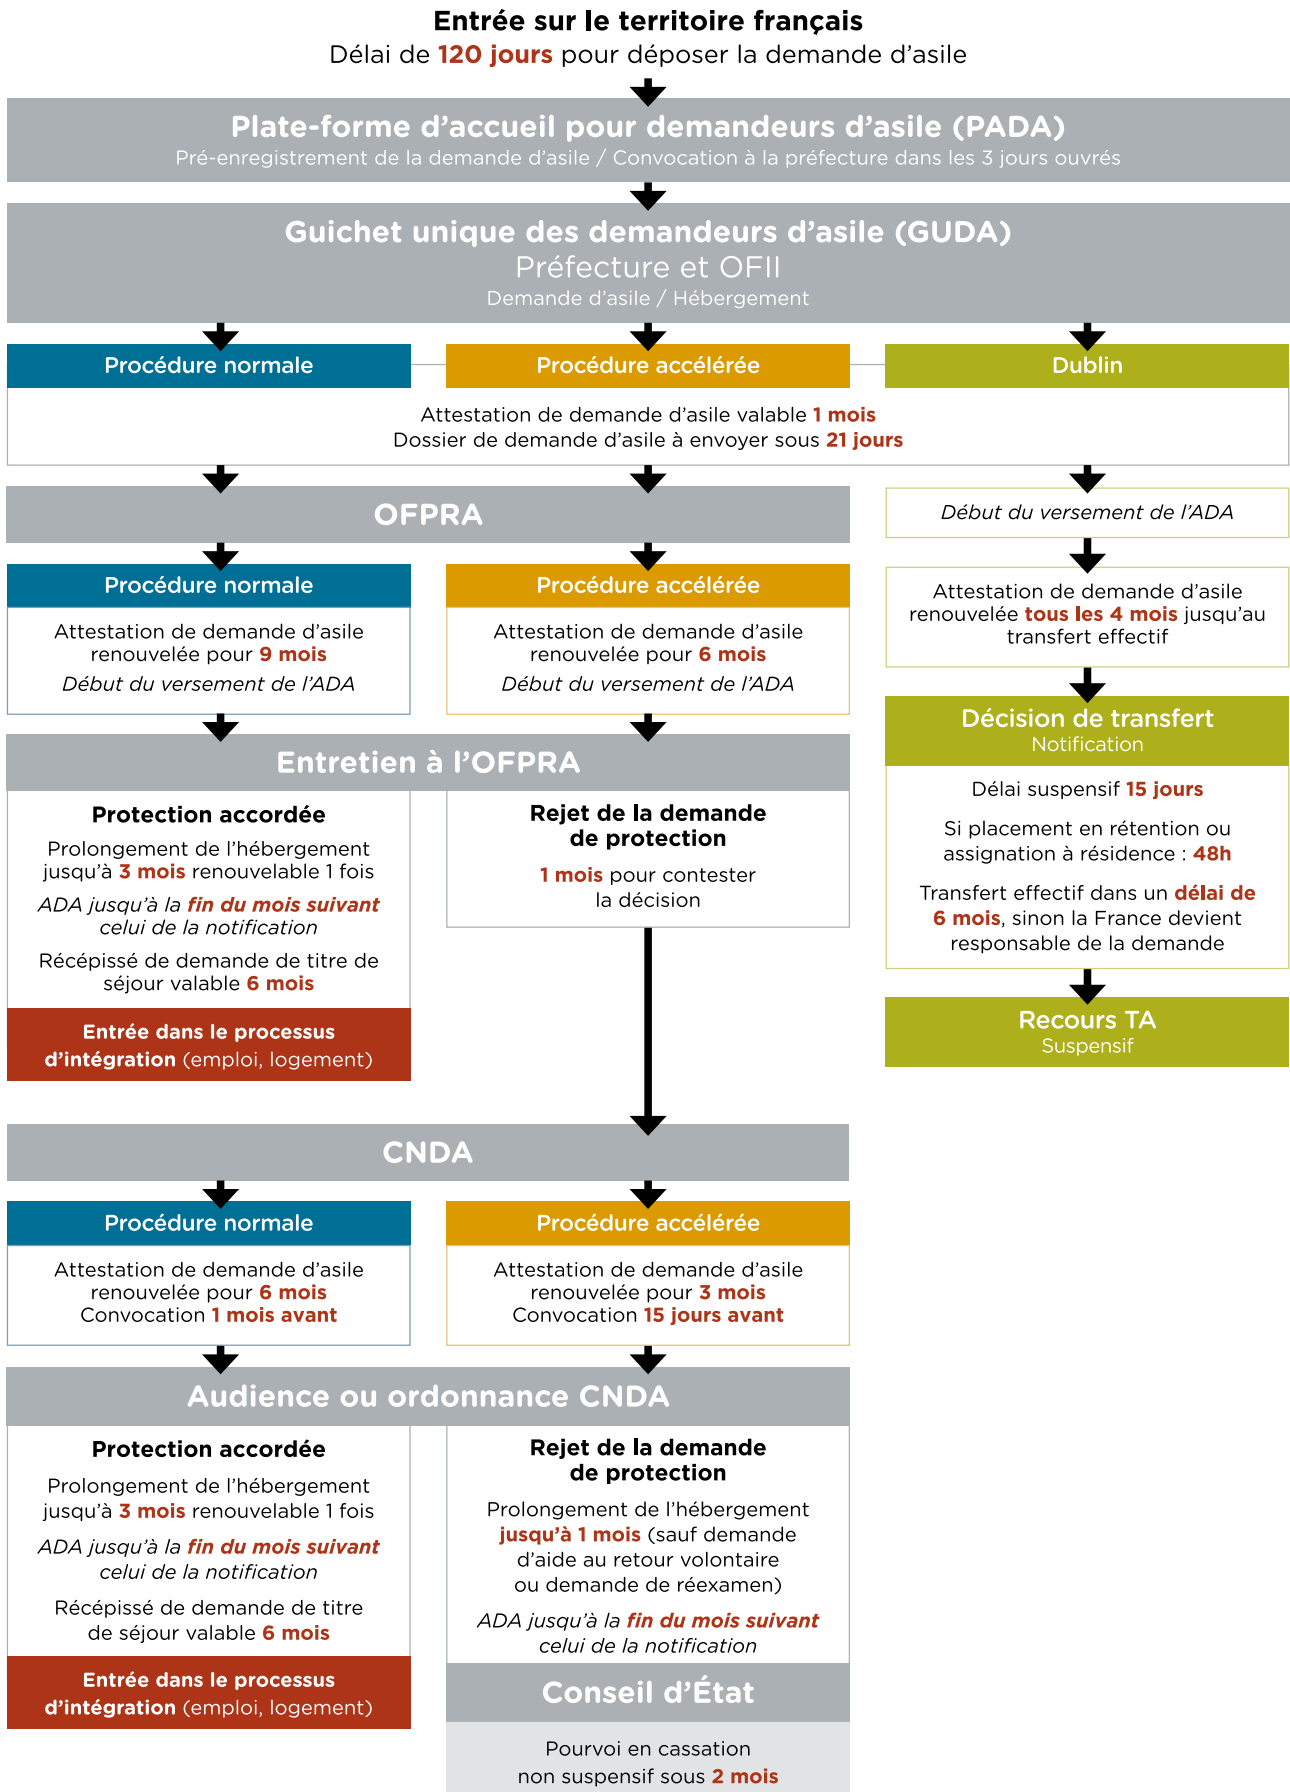 Entrée sur le territoire français
Délai de 120 jours pour déposer la demande d'asile
Plate-forme d'accueil pour demandeurs d'asile (PADA)
Pré-enregistrement de la demande d'asile / Convocation à la préfecture dans les 3 jours ouvrés
Guichet unique des demandeurs d'asile (GUDA)
Préfecture et OFII
Demande d'asile / Hébergement
Procédure normale
Procédure accélérée
Dublin
Attestation de demande d'asile valable 1 mois
Dossier de demande d'asile à envoyer sous 21 jours
OFPRA
Procédure normale
Attestation de demande d'asile
renouvelée pour 9 mois
Début du versement de l'ADA
Procédure accélérée
Attestation de demande d'asile
renouvelée pour 6 mois
Début du versement de l'ADA
Entretien à l'OFPRA
Protection accordée
Prolongement de l'hébergement
jusqu'à 3 mois renouvelable 1 fois
ADA jusqu'à la fin du mois suivant
celui de la notification
Récépissé de demande de titre de
séjour valable 6 mois
Entrée dans le processus
d'intégration (emploi, logement)
Rejet de la demande
de protection
1 mois pour contester
la décision
Début du versement de l'ADA
Attestation de demande d'asile
renouvelée tous les 4 mois jusqu'au
transfert effectif
Décision de transfert
Notification
Délai suspensif 15 jours
Si placement en rétention ou
assignation à résidence : 48h
Transfert effectif dans un délai de
6 mois, sinon la France devient
responsable de la demande
Recours TA
Suspensif
CNDA
Procédure normale
Attestation de demande d'asile
renouvelée pour 6 mois
Convocation 1 mois avant
Procédure accélérée
Attestation de demande d'asile
renouvelée pour 3 mois
Convocation 15 jours avant
Audience ou ordonnance CNDA
Protection accordée
Prolongement de l'hébergement
jusqu'à 3 mois renouvelable 1 fois
ADA jusqu'à la fin du mois suivant
celui de la notification
Récépissé de demande de titre
de séjour valable 6 mois
Entrée dans le processus
d'intégration (emploi, logement)
Rejet de la demande
de protection
Prolongement de l'hébergement
jusqu'à 1 mois (sauf demande
d'aide au retour volontaire
ou demande de réexamen)
ADA jusqu'à la fin du mois suivant
celui de la notification
Conseil d'État
Pourvoi en cassation
non suspensif sous 2 mois